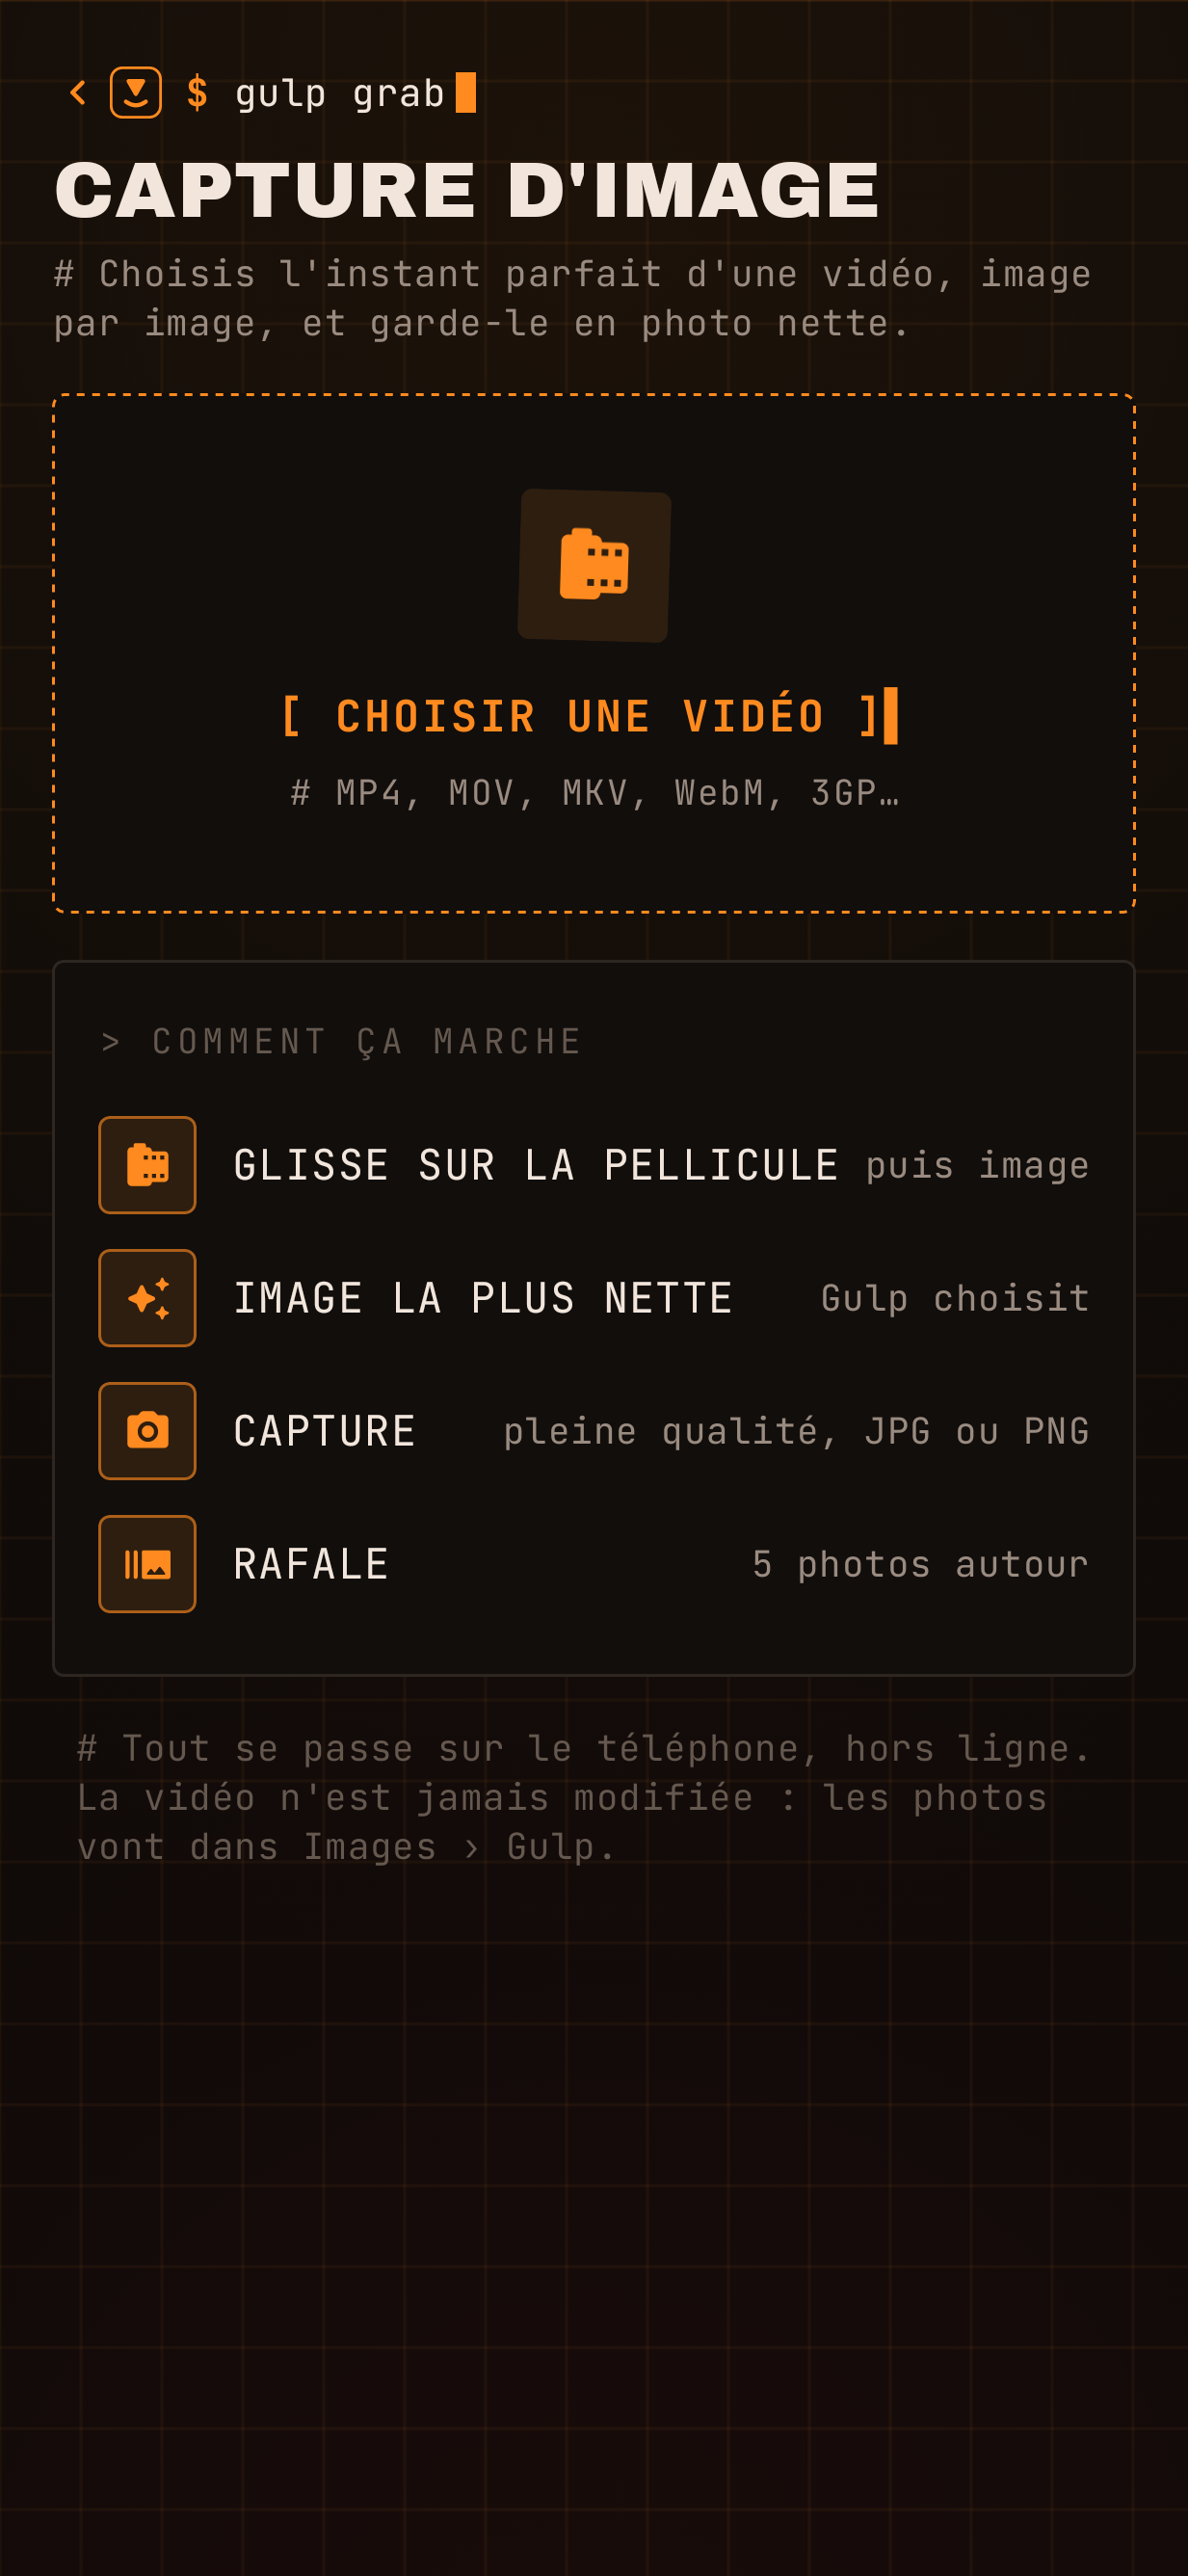 $ gulp grab
CAPTURE D'IMAGE
# Choisis l'instant parfait d'une vidéo, image
par image, et garde-le en photo nette.
[ CHOISIR UNE VIDÉO ]
# MP4, MOV, MKV, WebM, 3GP…
> COMMENT ÇA MARCHE
GLISSE SUR LA PELLICULE puis image
IMAGE LA PLUS NETTE Gulp choisit
CAPTURE pleine qualité, JPG ou PNG
RAFALE 5 photos autour
# Tout se passe sur le téléphone, hors ligne.
La vidéo n'est jamais modifiée : les photos
vont dans Images › Gulp.